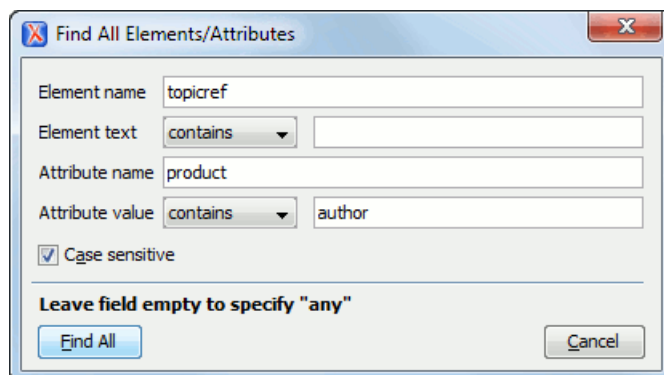 Find All Elements/Attributes
Element name topicref
Element text contains
Attribute name product
Attribute value contains author
Case sensitive
Leave field empty to specify "any"
Find All Cancel